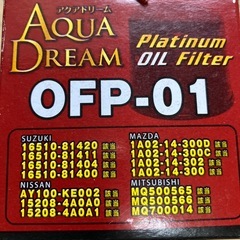 アクアドリーム
AQUA DREAM
Platinum OIL Filter
OFP-01
SUZUKI
16510-81420 該当
16510-81410 該当
16510-81404 該当
16510-81400 該当
NISSAN
AY100-KE002 該当
15208-4A0A0 該当
15208-4A0A1 該当
MAZDA
1A02-14-300D 該当
1A02-14-300 該当
1A02-14-302 該当
1A02-14-300 該当
MITSUBISHI
MQ500565 該当
MQ500566 該当
MQ700014 該当